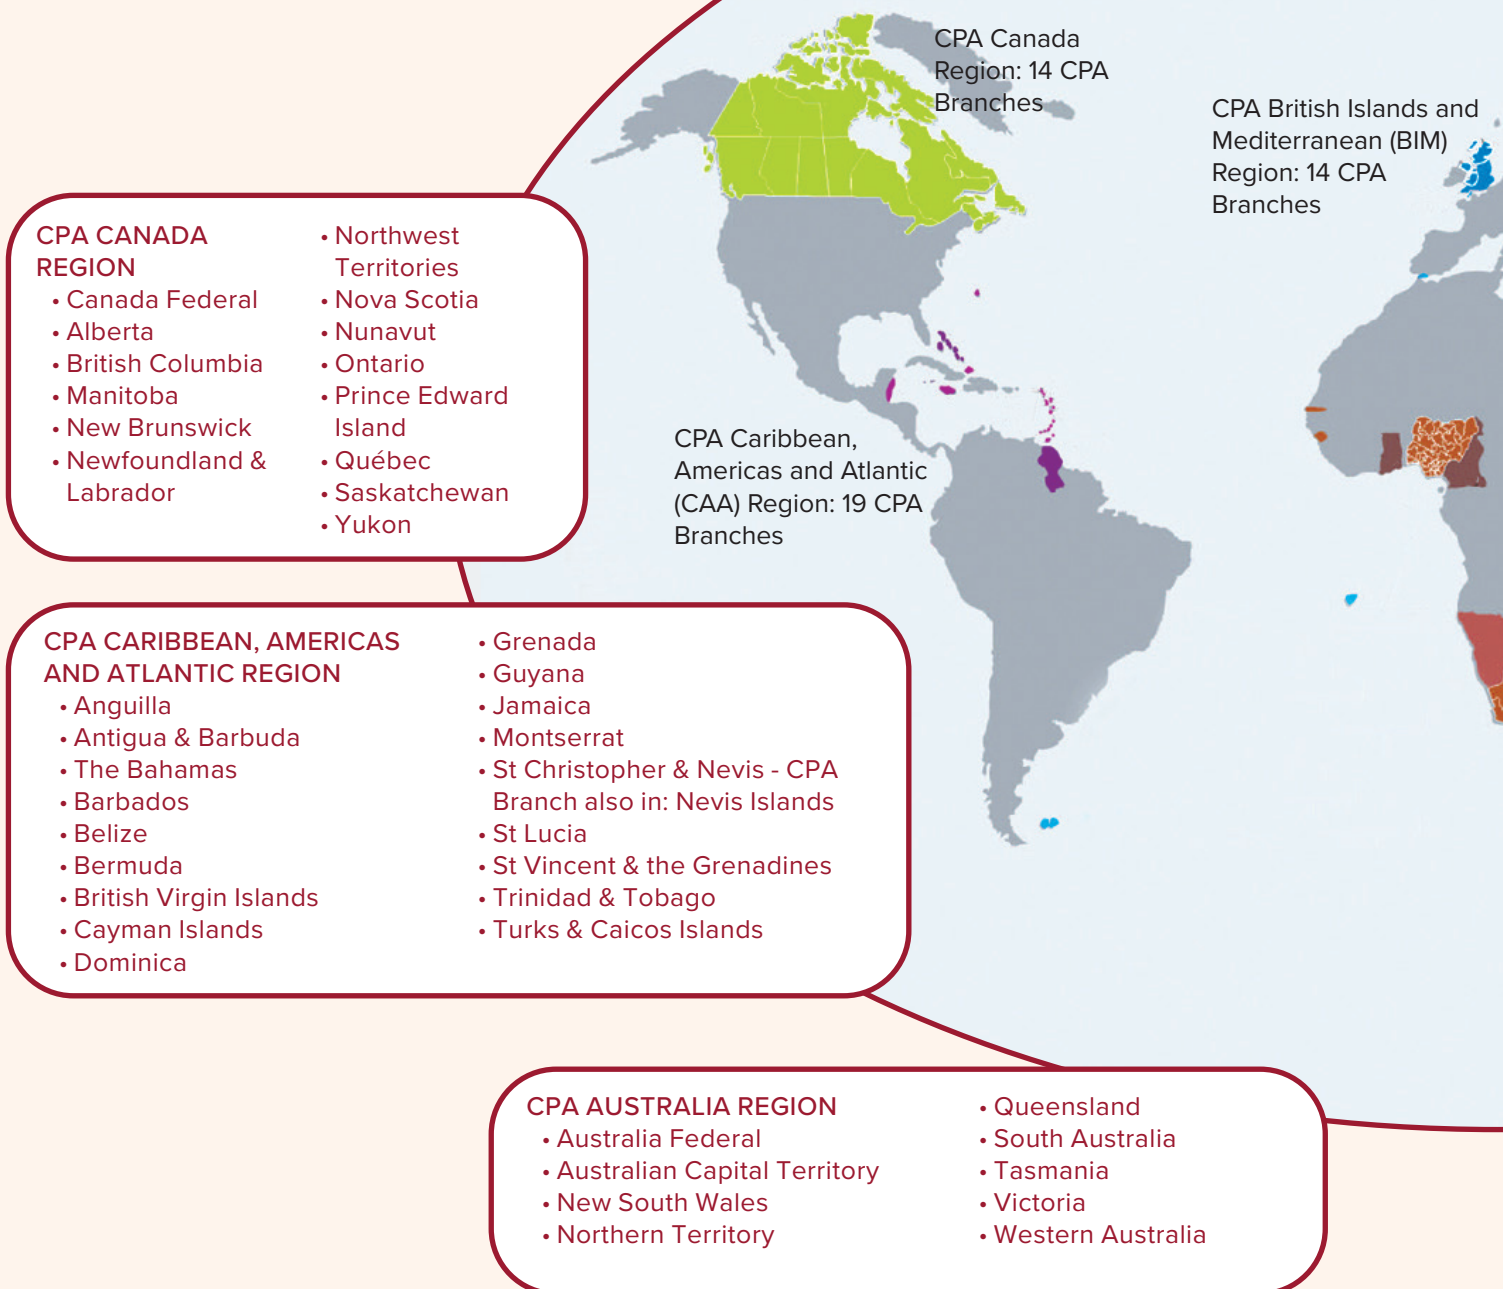 CPA Canada
Region: 14 CPA
Branches
CPA British Islands and
Mediterranean (BIM)
Region: 14 CPA
Branches
CPA CANADA
REGION
• Canada Federal
• Alberta
• British Columbia
• Manitoba
• New Brunswick
• Newfoundland &
Labrador
• Northwest
Territories
• Nova Scotia
• Nunavut
• Ontario
• Prince Edward
Island
• Québec
• Saskatchewan
• Yukon
CPA Caribbean,
Americas and Atlantic
(CAA) Region: 19 CPA
Branches
CPA CARIBBEAN, AMERICAS
AND ATLANTIC REGION
• Anguilla
• Antigua & Barbuda
• The Bahamas
• Barbados
• Belize
• Bermuda
• British Virgin Islands
• Cayman Islands
• Dominica
• Grenada
• Guyana
• Jamaica
• Montserrat
• St Christopher & Nevis - CPA
Branch also in: Nevis Islands
• St Lucia
• St Vincent & the Grenadines
• Trinidad & Tobago
• Turks & Caicos Islands
CPA AUSTRALIA REGION
• Australia Federal
• Australian Capital Territory
• New South Wales
• Northern Territory
• Queensland
• South Australia
• Tasmania
• Victoria
• Western Australia